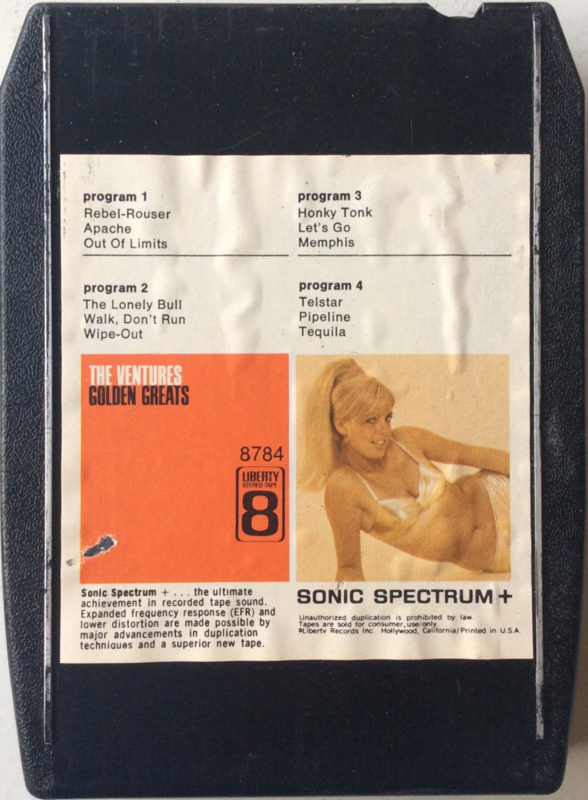 program 1
Rebel-Rouser
Apache
Out Of Limits
program 2
The Lonely Bull
Walk, Don't Run
Wipe-Out
program 3
Honky Tonk
Let's Go
Memphis
program 4
Telstar
Pipeline
Tequila
THE VENTURES
GOLDEN GREATS
8784
LIBERTY
STEREO TAPE
8
Sonic Spectrum + . . . the ultimate
achievement in recorded tape sound.
Expanded frequency response (EFR) and
lower distortion are made possible by
major advancements in duplication
techniques and a superior new tape.
SONIC SPECTRUM+
Unauthorized duplication is prohibited by law.
Tapes are sold for consumer use only.
℗Liberty Records Inc. Hollywood, California/Printed in U.S.A.